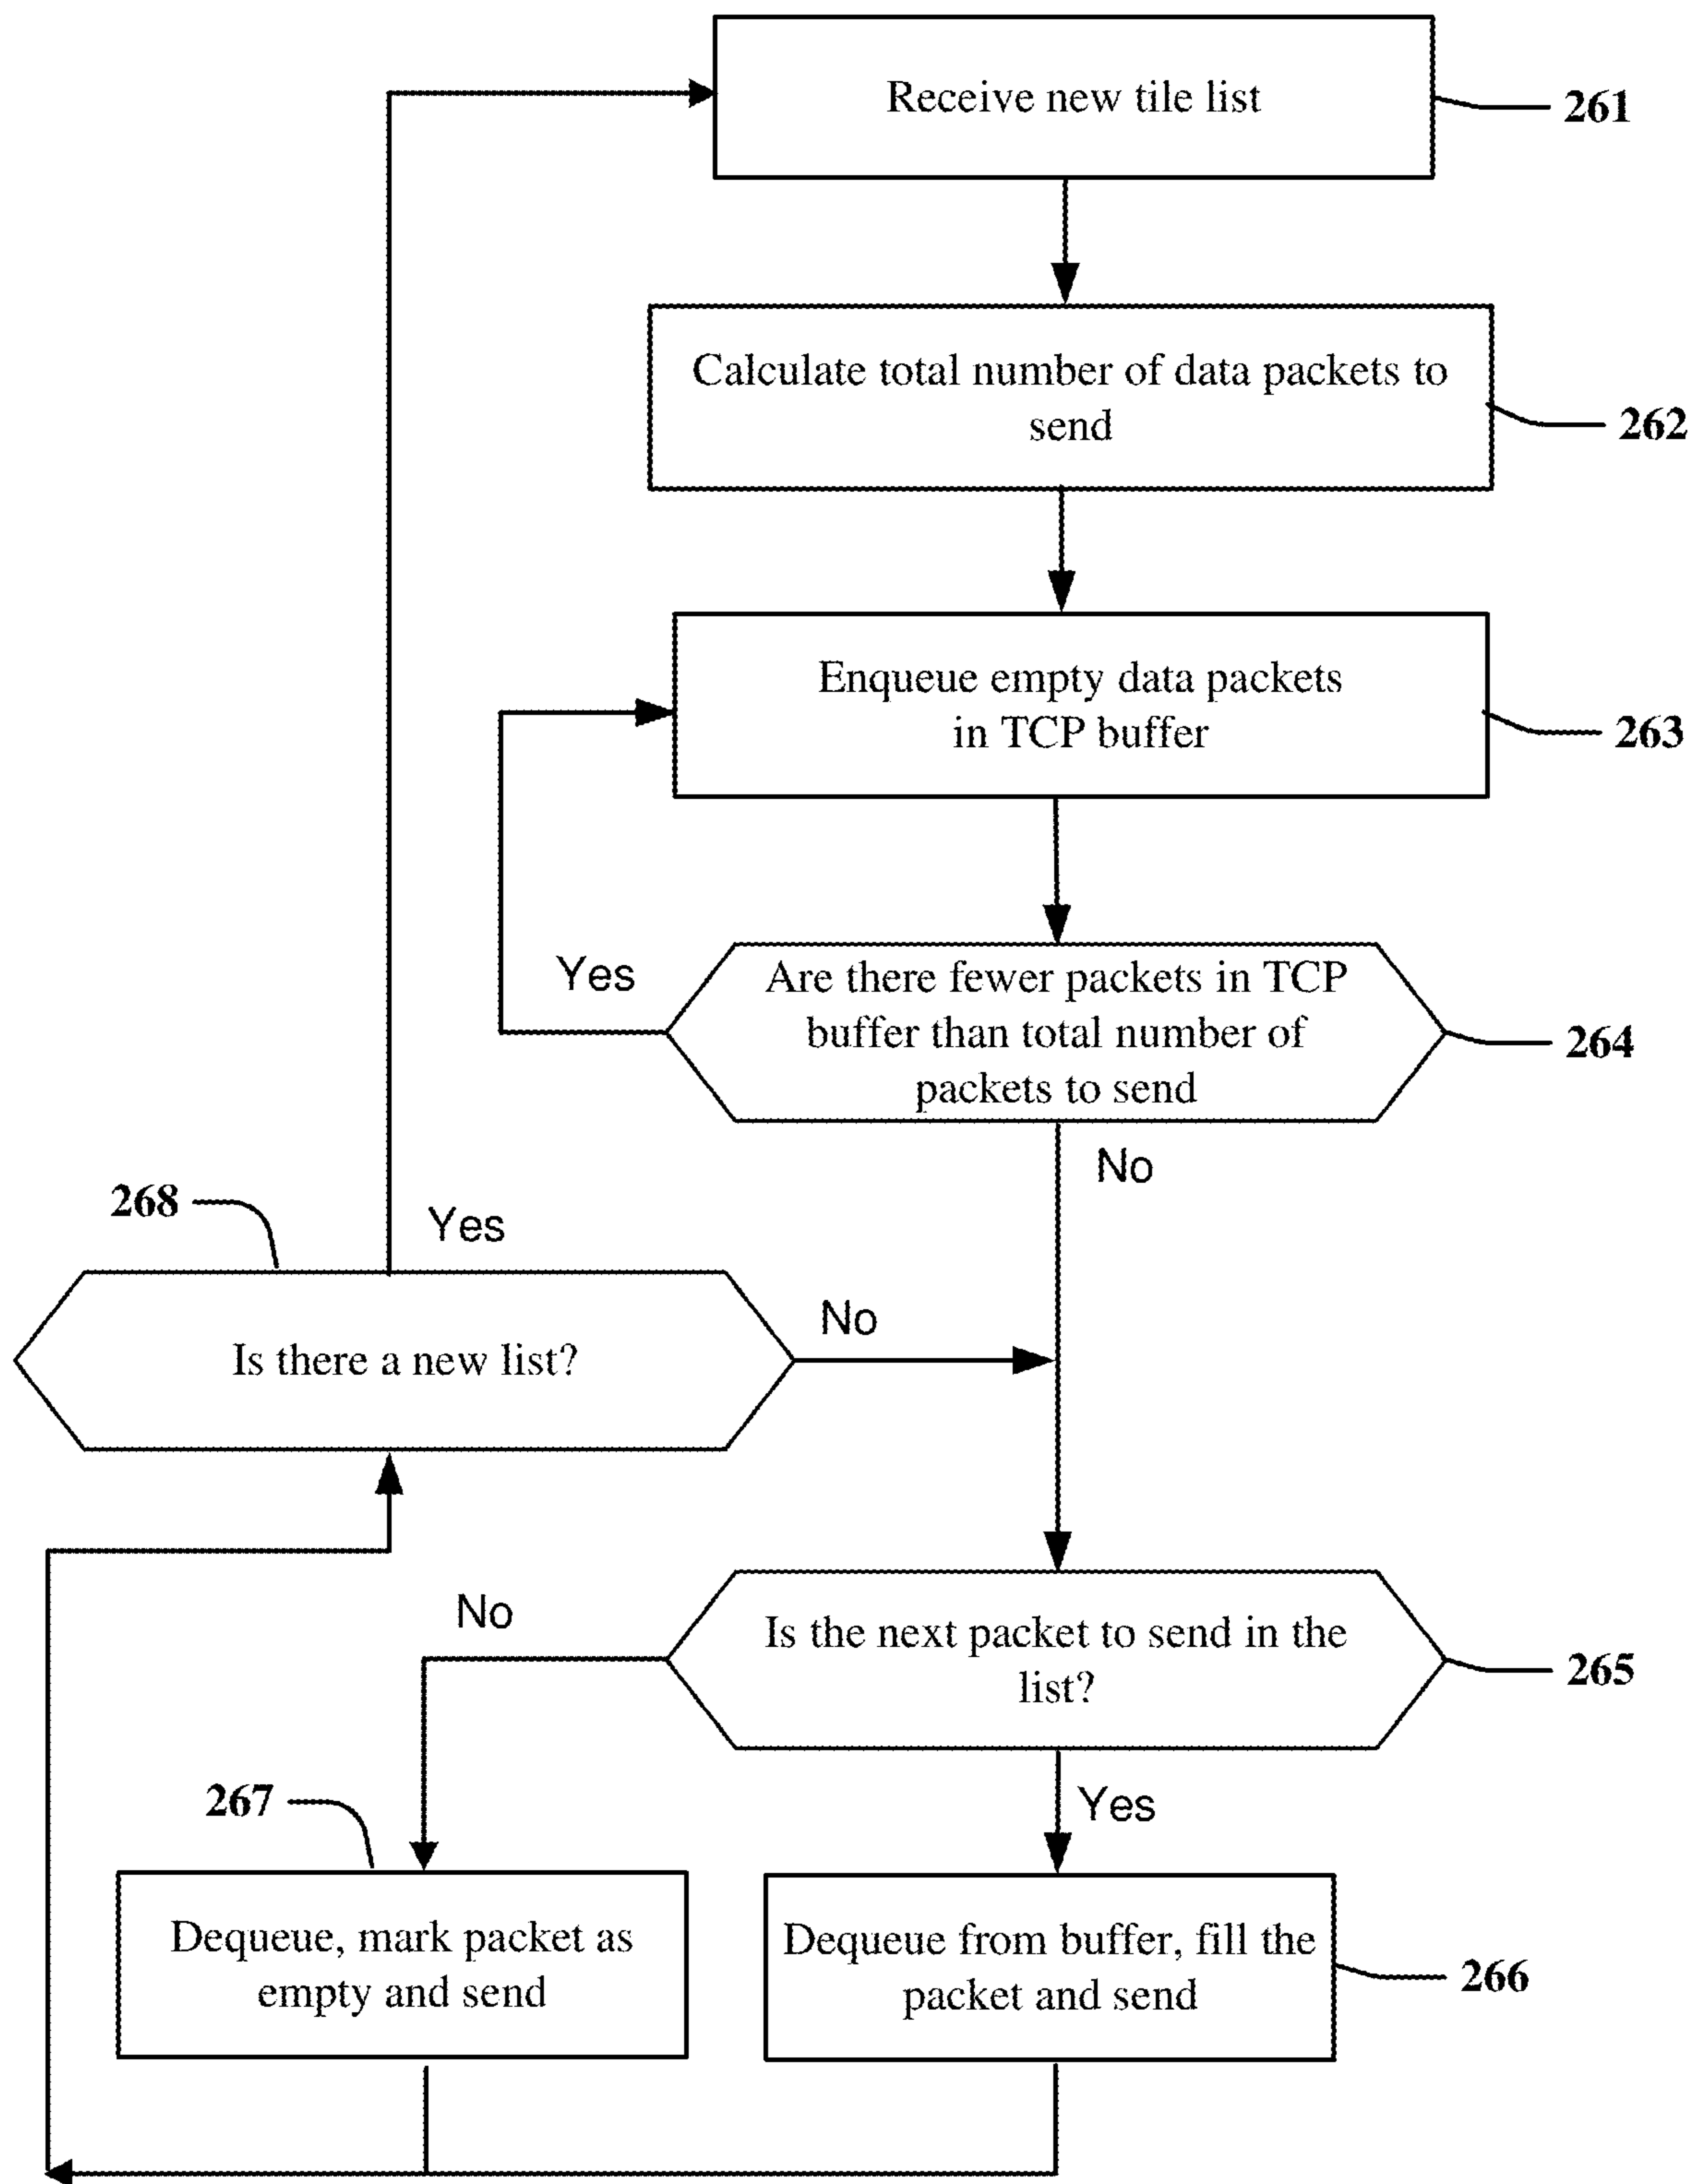 Receive new tile list
261
Calculate total number of data packets to
send
262
Enqueue empty data packets
in TCP buffer
263
Yes
Are there fewer packets in TCP
buffer than total number of
packets to send
264
No
268
Yes
Is there a new list?
No
No
Is the next packet to send in the
list?
265
Yes
267
Dequeue, mark packet as
empty and send
Dequeue from buffer, fill the
packet and send
266